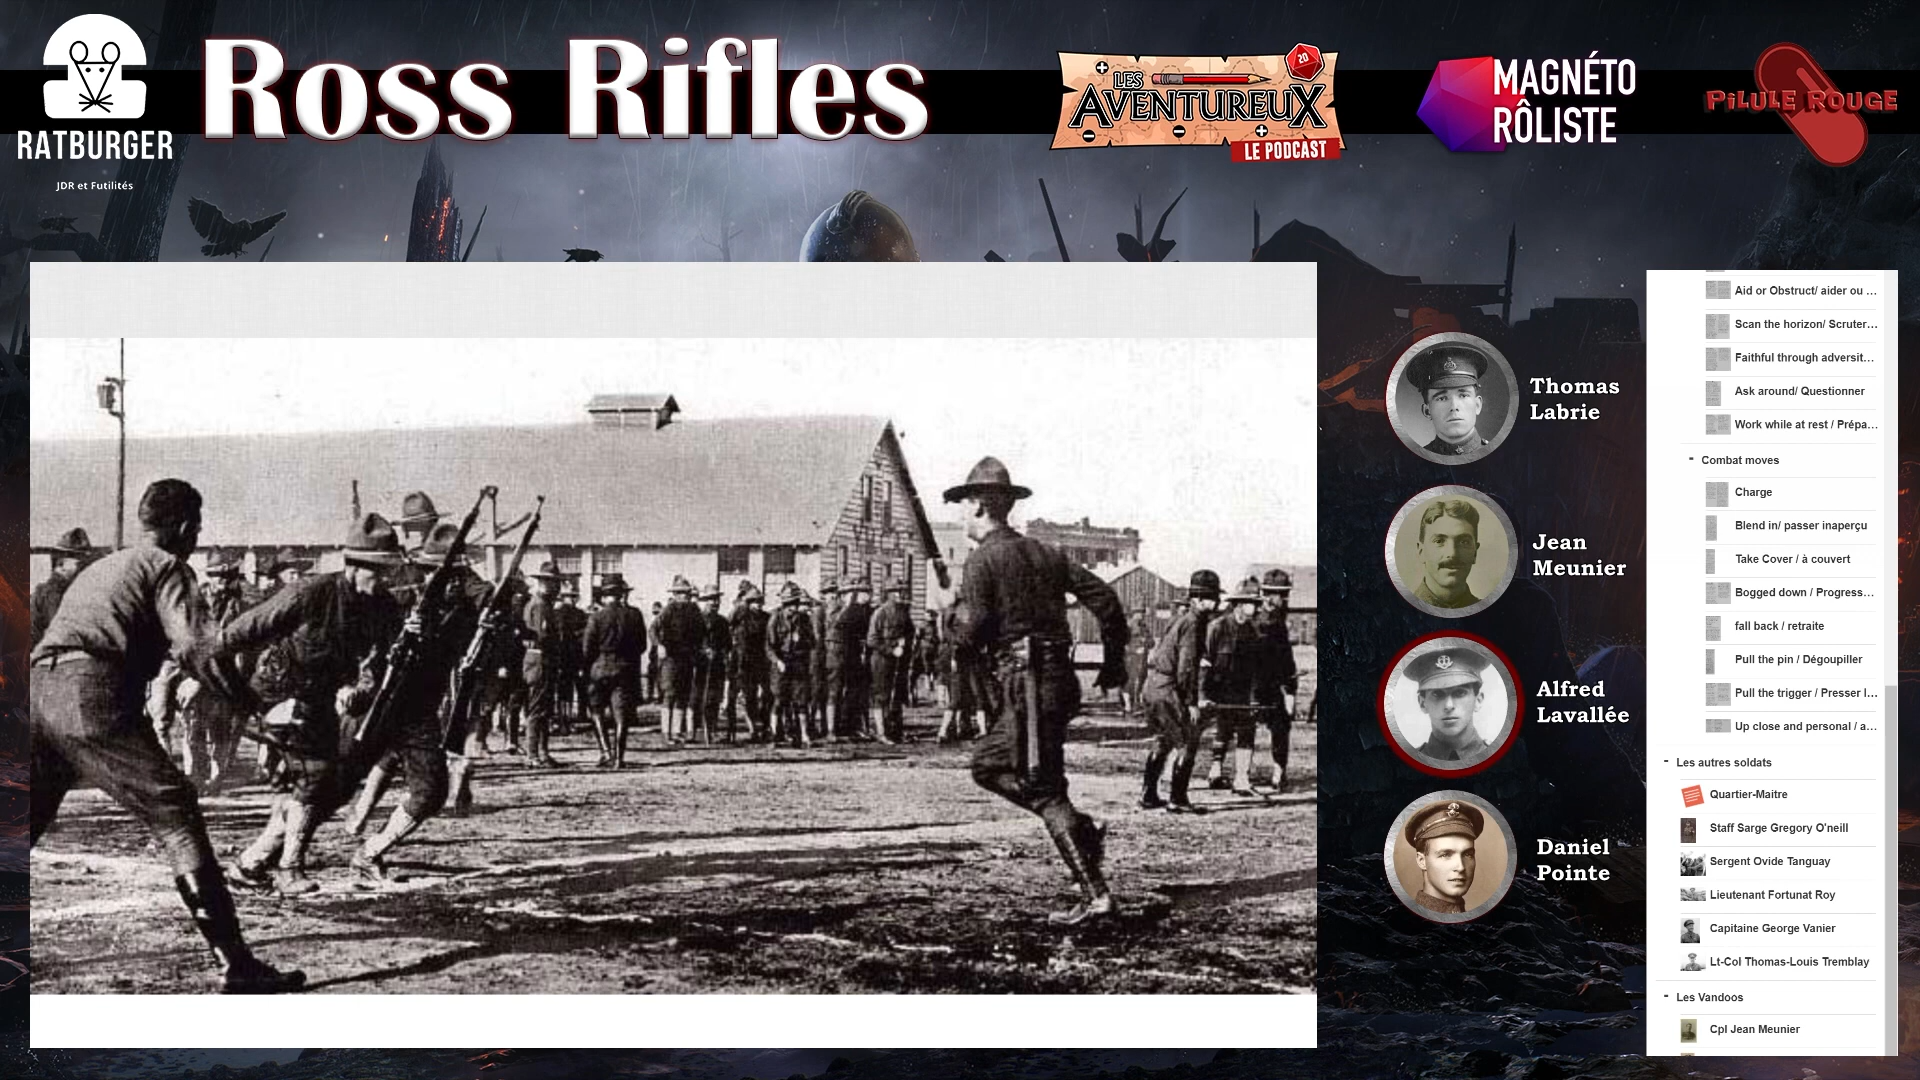 RATBURGER
JDR et Futilités
Ross Rifles
LES
AVENTUREUX
LE PODCAST
20
MAGNÉTO
RÔLISTE
PiLULE ROUGE
Thomas
Labrie
Jean
Meunier
Alfred
Lavallée
Daniel
Pointe
Aid or Obstruct/ aider ou ...
Scan the horizon/ Scruter...
Faithful through adversit...
Ask around/ Questionner
Work while at rest / Prépa...
- Combat moves
Charge
Blend in/ passer inaperçu
Take Cover / à couvert
Bogged down / Progress...
fall back / retraite
Pull the pin / Dégoupiller
Pull the trigger / Presser l...
Up close and personal / a...
- Les autres soldats
Quartier-Maitre
Staff Sarge Gregory O'neill
Sergent Ovide Tanguay
Lieutenant Fortunat Roy
Capitaine George Vanier
Lt-Col Thomas-Louis Tremblay
- Les Vandoos
Cpl Jean Meunier